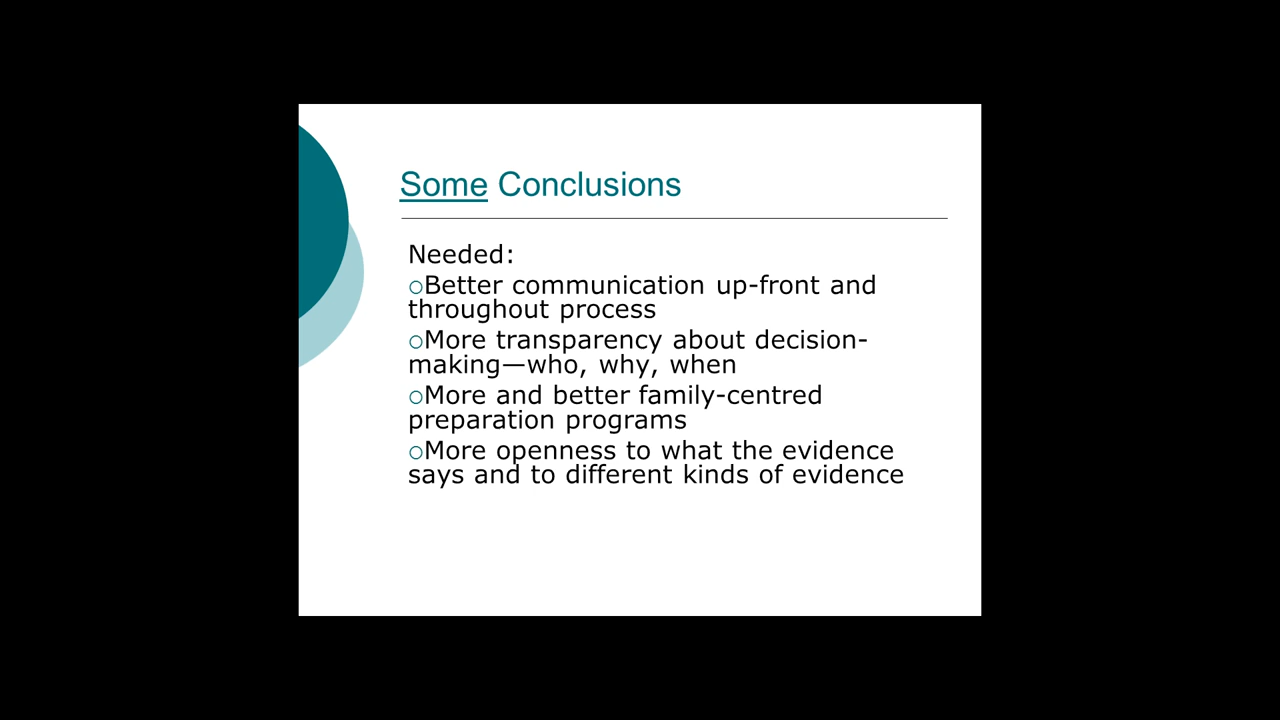 Some Conclusions
Needed:
○Better communication up-front and
throughout process
○More transparency about decision-
making—who, why, when
○More and better family-centred
preparation programs
○More openness to what the evidence
says and to different kinds of evidence